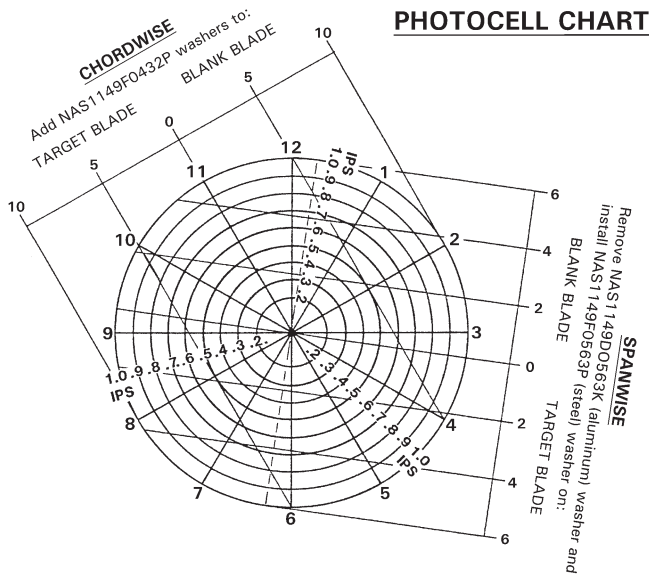 PHOTOCELL CHART
CHORDWISE
Add NAS1149F0432P washers to:
TARGET BLADE BLANK BLADE
10 5 0 5 10
12
1
2
3
4
5
6
7
8
9
10
11
IPS
1.0 .9 .8 .7 .6 .5 .4 .3 .2
1.0 .9 .8 .7 .6 .5 .4 .3 .2
IPS
.2 .3 .4 .5 .6 .7 .8 .9 1.0
IPS
6
4
2
0
2
4
6
SPANWISE
Remove NAS1149DO563K (aluminum) washer and
install NAS1149F0563P (steel) washer on:
BLANK BLADE TARGET BLADE